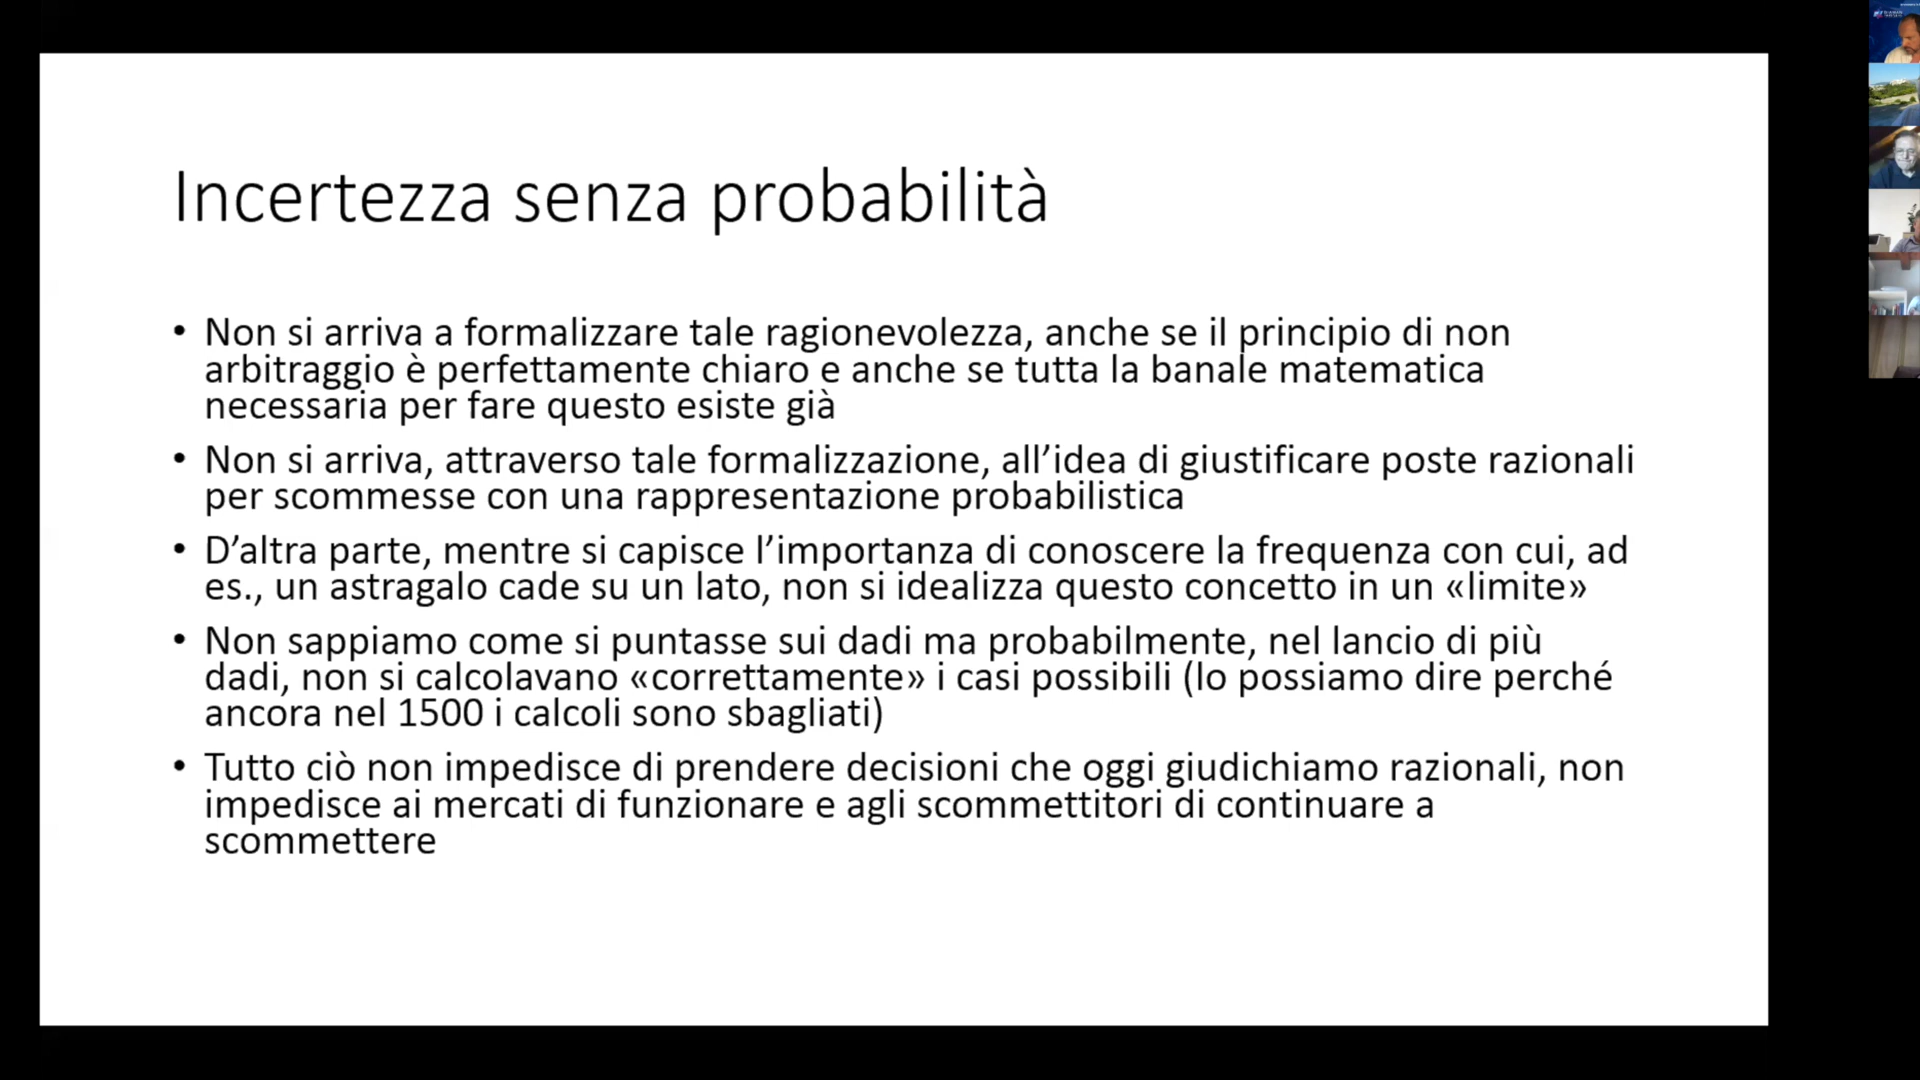 Incertezza senza probabilità
• Non si arriva a formalizzare tale ragionevolezza, anche se il principio di non
arbitraggio è perfettamente chiaro e anche se tutta la banale matematica
necessaria per fare questo esiste già
• Non si arriva, attraverso tale formalizzazione, all’idea di giustificare poste razionali
per scommesse con una rappresentazione probabilistica
• D’altra parte, mentre si capisce l’importanza di conoscere la frequenza con cui, ad
es., un astragalo cade su un lato, non si idealizza questo concetto in un «limite»
• Non sappiamo come si puntasse sui dadi ma probabilmente, nel lancio di più
dadi, non si calcolavano «correttamente» i casi possibili (lo possiamo dire perché
ancora nel 1500 i calcoli sono sbagliati)
• Tutto ciò non impedisce di prendere decisioni che oggi giudichiamo razionali, non
impedisce ai mercati di funzionare e agli scommettitori di continuare a
scommettere